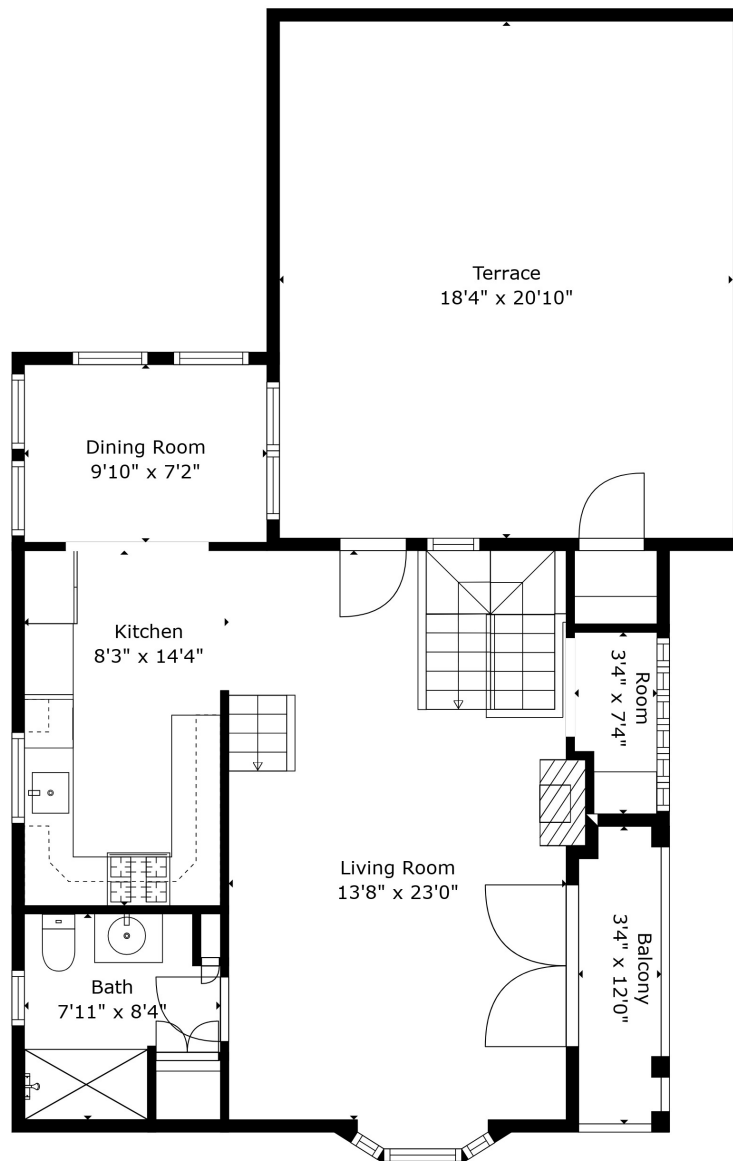 Terrace
18'4" x 20'10"
Dining Room
9'10" x 7'2"
Kitchen
8'3" x 14'4"
Room
3'4" x 7'4"
Living Room
13'8" x 23'0"
Balcony
3'4" x 12'0"
Bath
7'11" x 8'4"